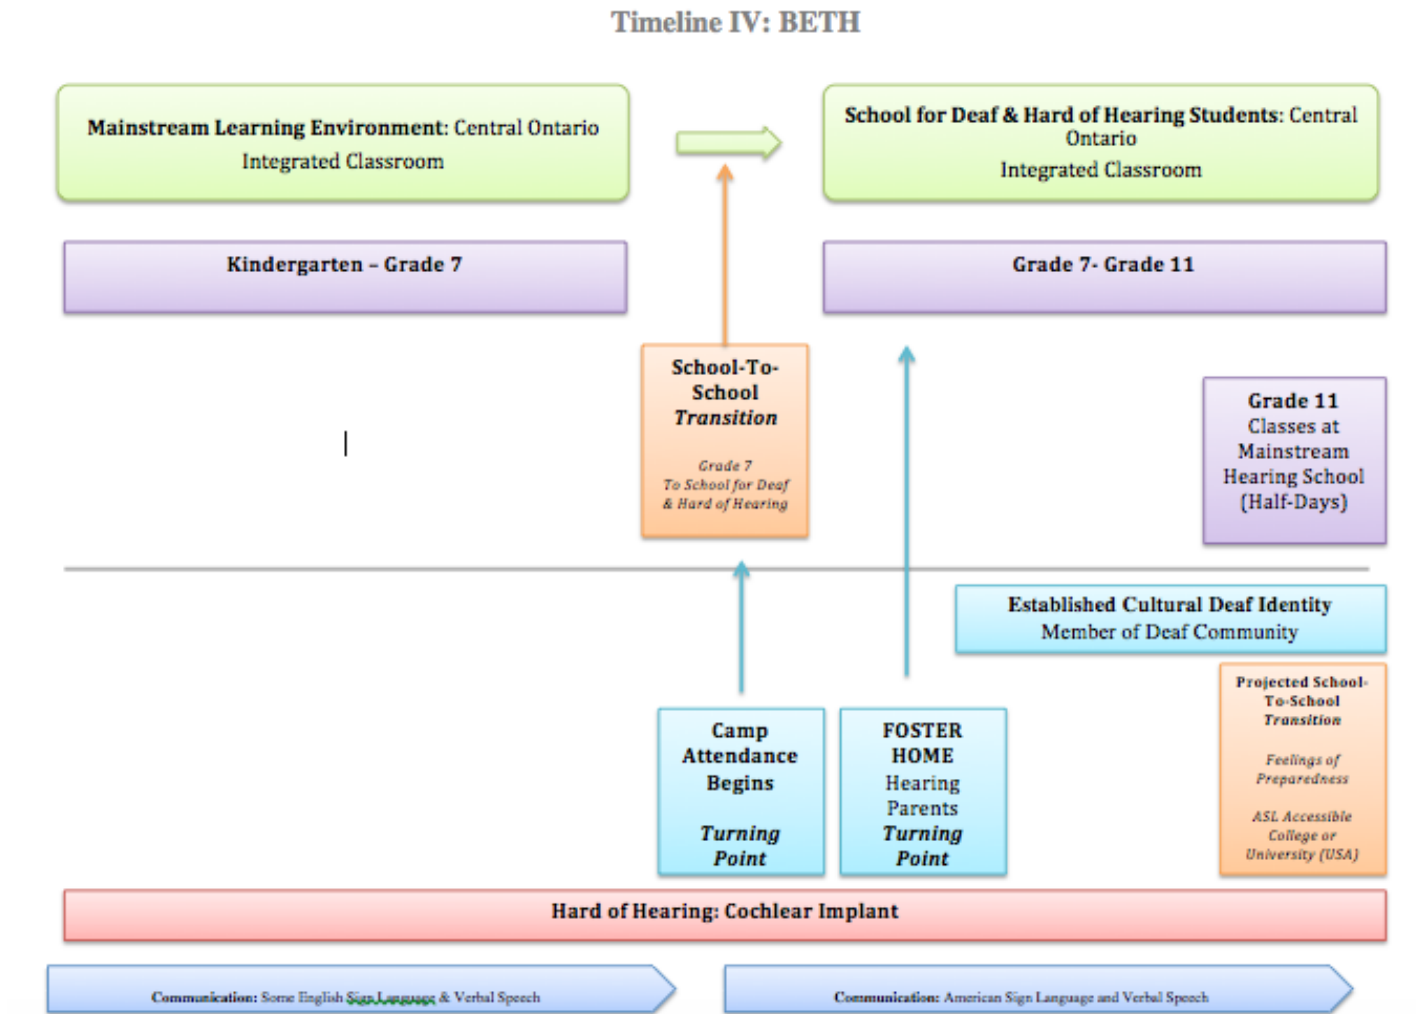 Timeline IV: BETH
Mainstream Learning Environment: Central Ontario
Integrated Classroom
School for Deaf & Hard of Hearing Students: Central
Ontario
Integrated Classroom
Kindergarten – Grade 7
Grade 7- Grade 11
School-To-
School
Transition
Grade 7
To School for Deaf
& Hard of Hearing
Grade 11
Classes at
Mainstream
Hearing School
(Half-Days)
Established Cultural Deaf Identity
Member of Deaf Community
Camp
Attendance
Begins
Turning
Point
FOSTER
HOME
Hearing
Parents
Turning
Point
Projected School-
To-School
Transition
Feelings of
Preparedness
ASL Accessible
College or
University (USA)
Hard of Hearing: Cochlear Implant
Communication: Some English Sign Language & Verbal Speech
Communication: American Sign Language and Verbal Speech